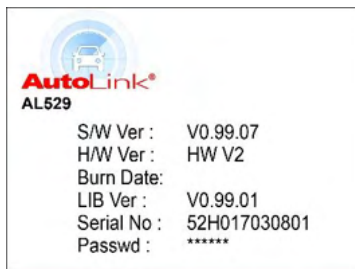 AutoLink®
AL529
S/W Ver : V0.99.07
H/W Ver : HW V2
Burn Date:
LIB Ver : V0.99.01
Serial No : 52H017030801
Passwd : ******